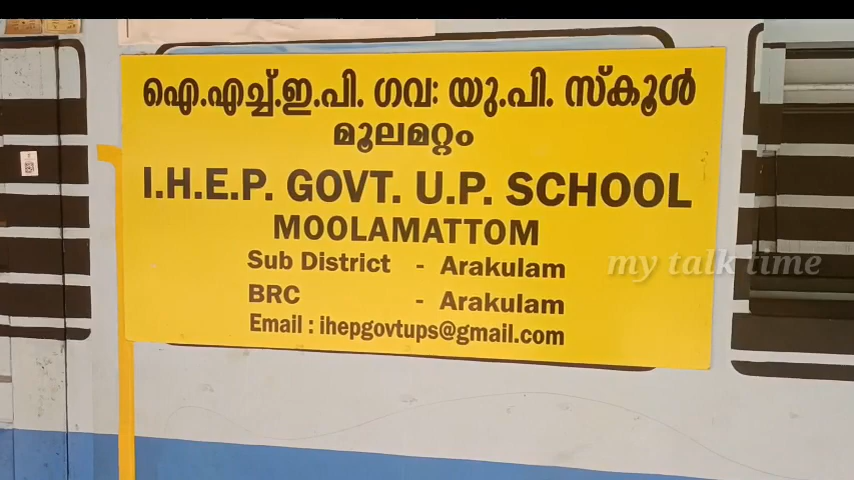 ഐ.എച്ച്.ഇ.പി. ഗവ: യു.പി. സ്കൂൾ
മൂലമറ്റം
I.H.E.P. GOVT. U.P. SCHOOL
MOOLAMATTOM
Sub District - Arakulam
BRC - Arakulam
Email : ihepgovtups@gmail.com
my talk time